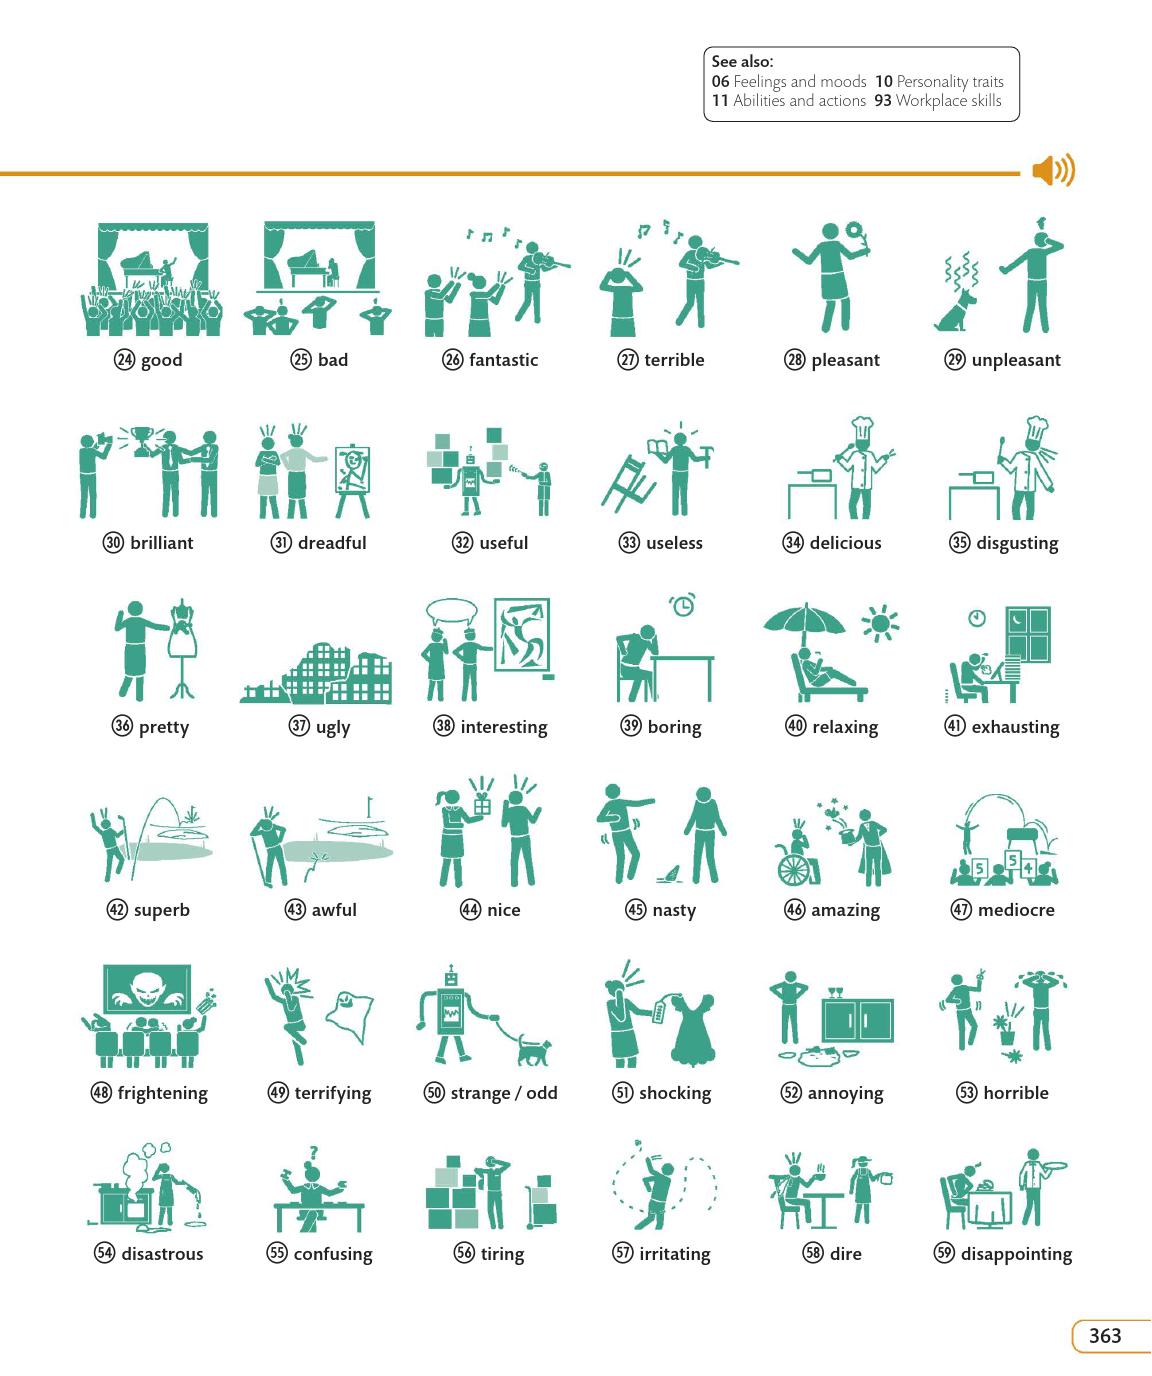 See also:
06 Feelings and moods 10 Personality traits
11 Abilities and actions 93 Workplace skills
24 good
25 bad
26 fantastic
27 terrible
28 pleasant
29 unpleasant
30 brilliant
31 dreadful
32 useful
33 useless
34 delicious
35 disgusting
36 pretty
37 ugly
38 interesting
39 boring
40 relaxing
41 exhausting
42 superb
43 awful
44 nice
45 nasty
46 amazing
5 5 4
47 mediocre
48 frightening
49 terrifying
50 strange / odd
51 shocking
52 annoying
53 horrible
?
54 disastrous
55 confusing
56 tiring
57 irritating
58 dire
59 disappointing
363